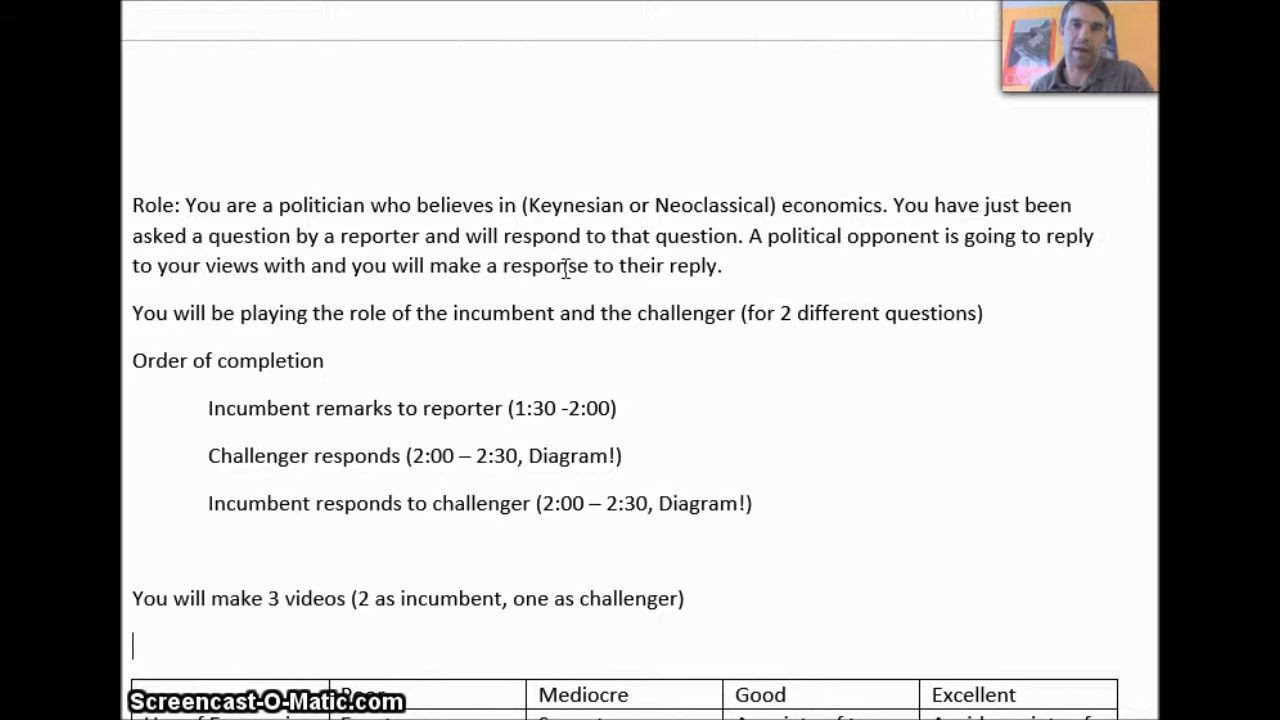 Role: You are a politician who believes in (Keynesian or Neoclassical) economics. You have just been
asked a question by a reporter and will respond to that question. A political opponent is going to reply
to your views with and you will make a response to their reply.
You will be playing the role of the incumbent and the challenger (for 2 different questions)
Order of completion
Incumbent remarks to reporter (1:30 -2:00)
Challenger responds (2:00 – 2:30, Diagram!)
Incumbent responds to challenger (2:00 – 2:30, Diagram!)
You will make 3 videos (2 as incumbent, one as challenger)
Mediocre Good Excellent
Screencast-O-Matic.com